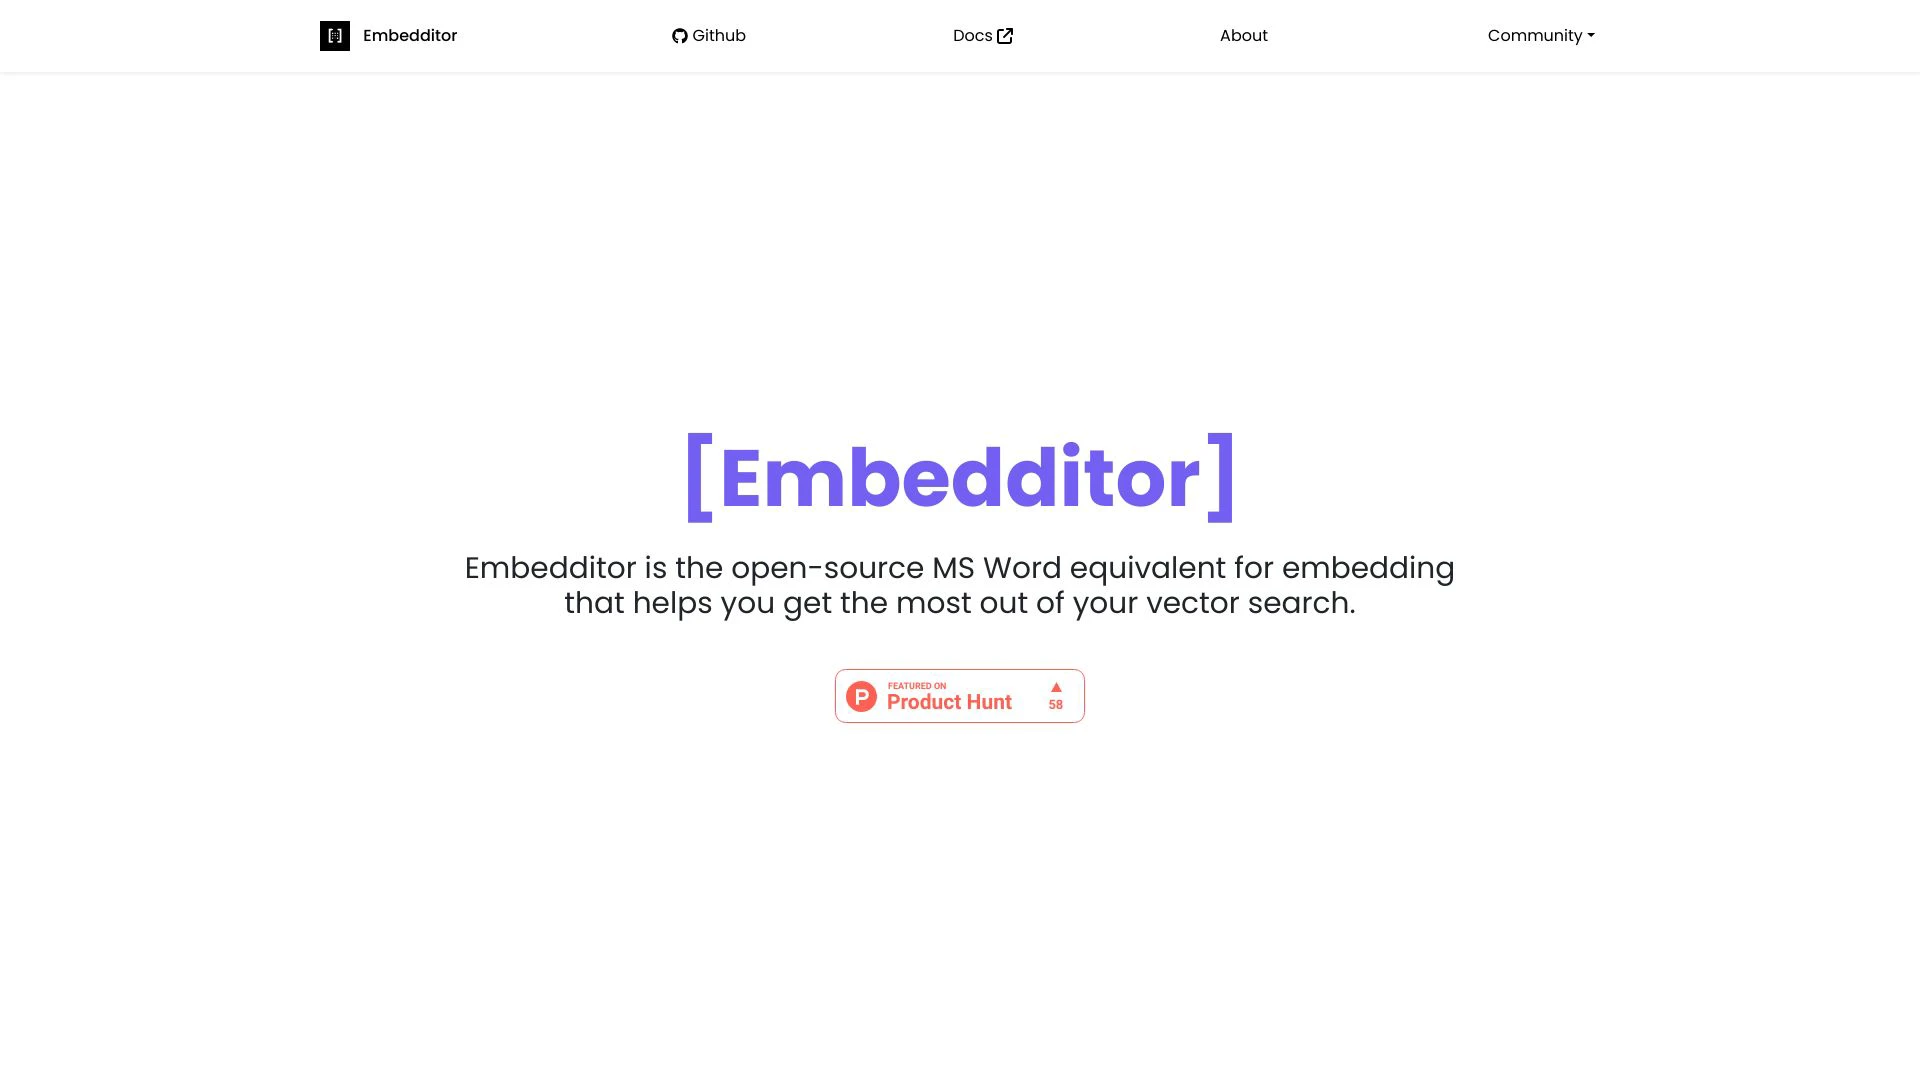 Embedditor
Github
Docs
About
Community
[Embedditor]
Embedditor is the open-source MS Word equivalent for embedding
that helps you get the most out of your vector search.
P
FEATURED ON
Product Hunt
58